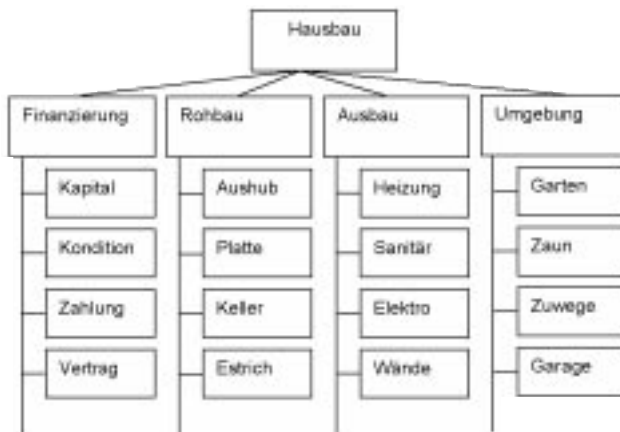 Hausbau
Finanzierung
Rohbau
Ausbau
Umgebung
Kapital
Aushub
Heizung
Garten
Kondition
Platte
Sanitär
Zaun
Zahlung
Keller
Elektro
Zuwege
Vertrag
Estrich
Wände
Garage